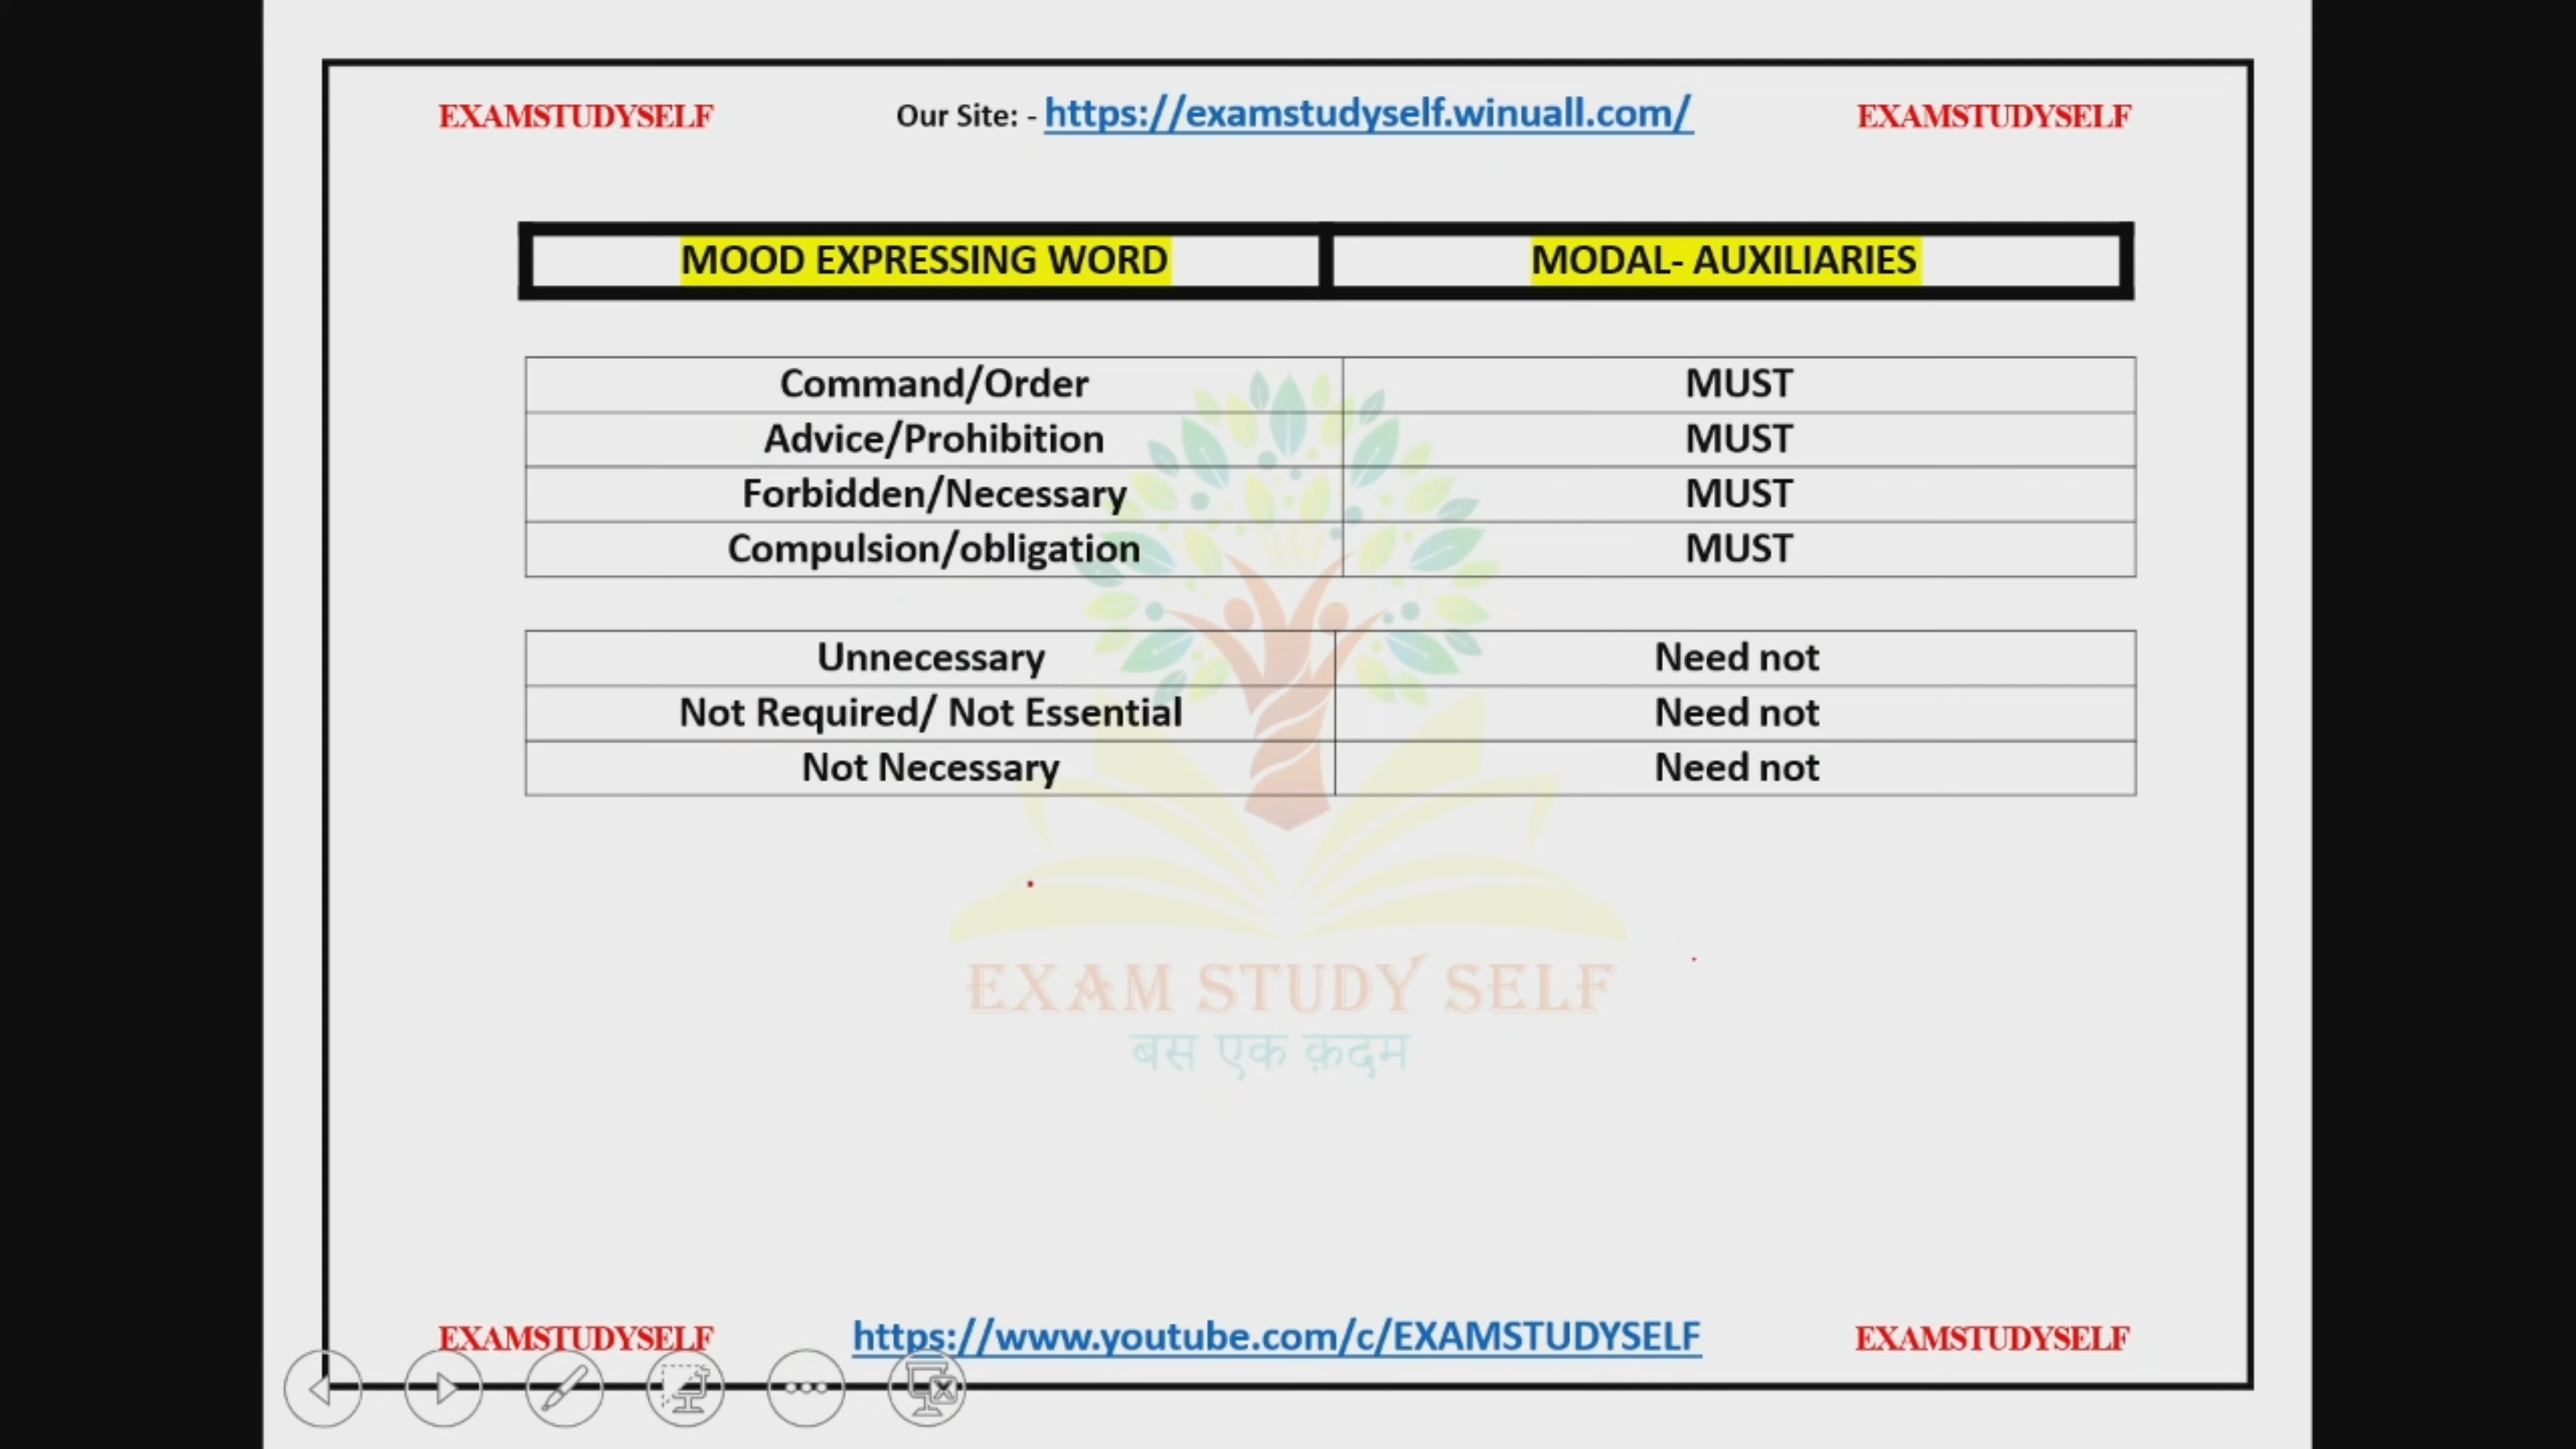 EXAMSTUDYSELF Our Site: - https://examstudyself.winuall.com/ EXAMSTUDYSELF
MOOD EXPRESSING WORD MODAL- AUXILIARIES
Command/Order MUST
Advice/Prohibition MUST
Forbidden/Necessary MUST
Compulsion/obligation MUST
Unnecessary Need not
Not Required/ Not Essential Need not
Not Necessary Need not
EXAM STUDY SELF
बस एक क़दम
EXAMSTUDYSELF https://www.youtube.com/c/EXAMSTUDYSELF EXAMSTUDYSELF